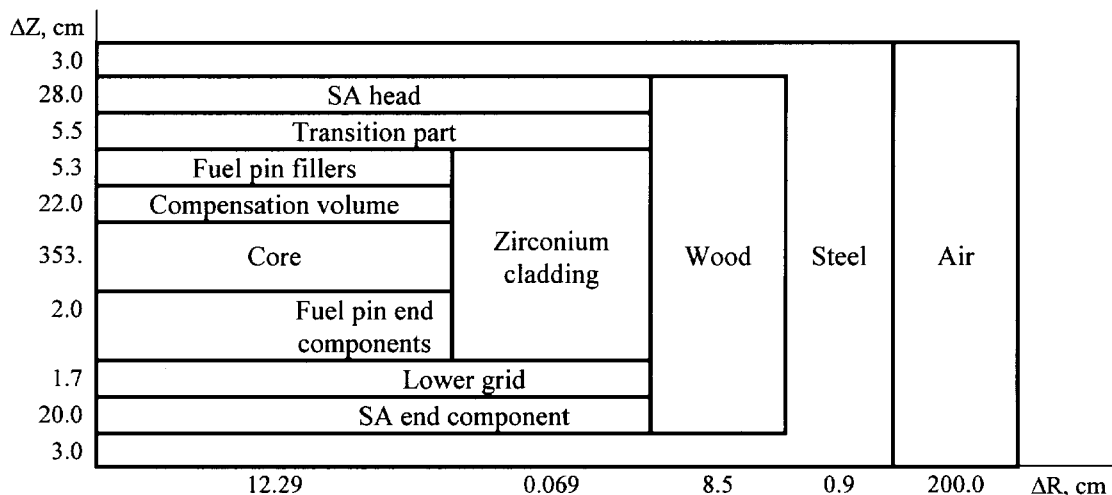 ΔZ, cm
3.0
28.0 SA head
5.5 Transition part
5.3 Fuel pin fillers
22.0 Compensation volume
353. Core Zirconium cladding Wood Steel Air
2.0 Fuel pin end components
1.7 Lower grid
20.0 SA end component
3.0
12.29 0.069 8.5 0.9 200.0 ΔR, cm